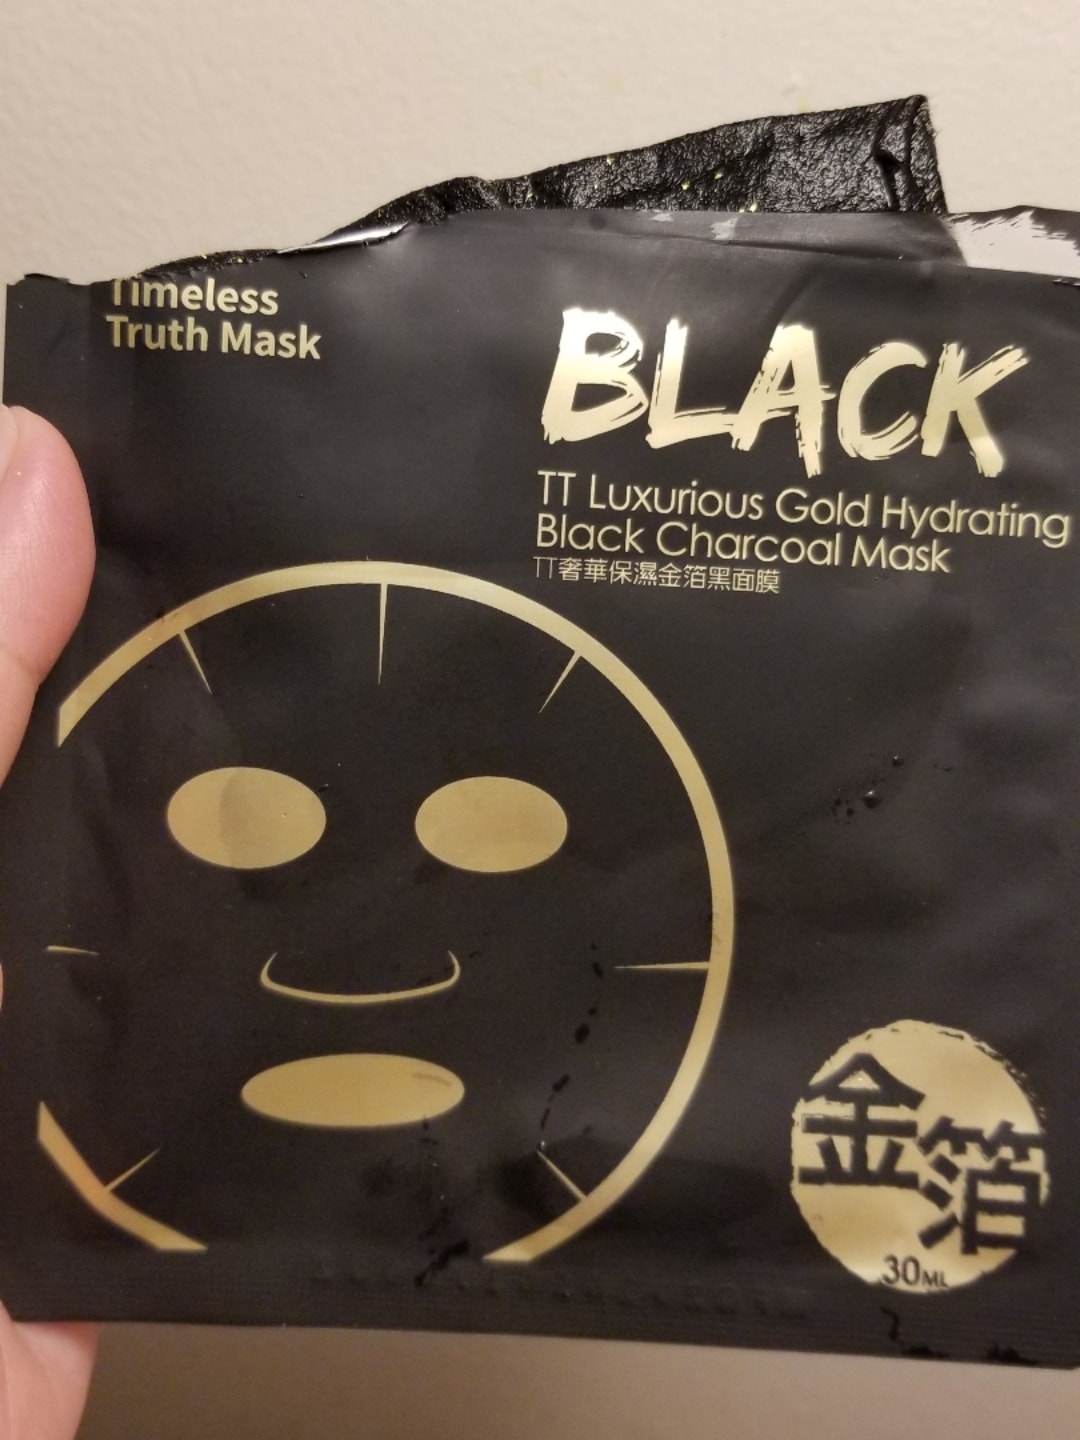 Timeless
Truth Mask
BLACK
TT Luxurious Gold Hydrating
Black Charcoal Mask
TT奢華保濕金箔黑面膜
金箔
30ML